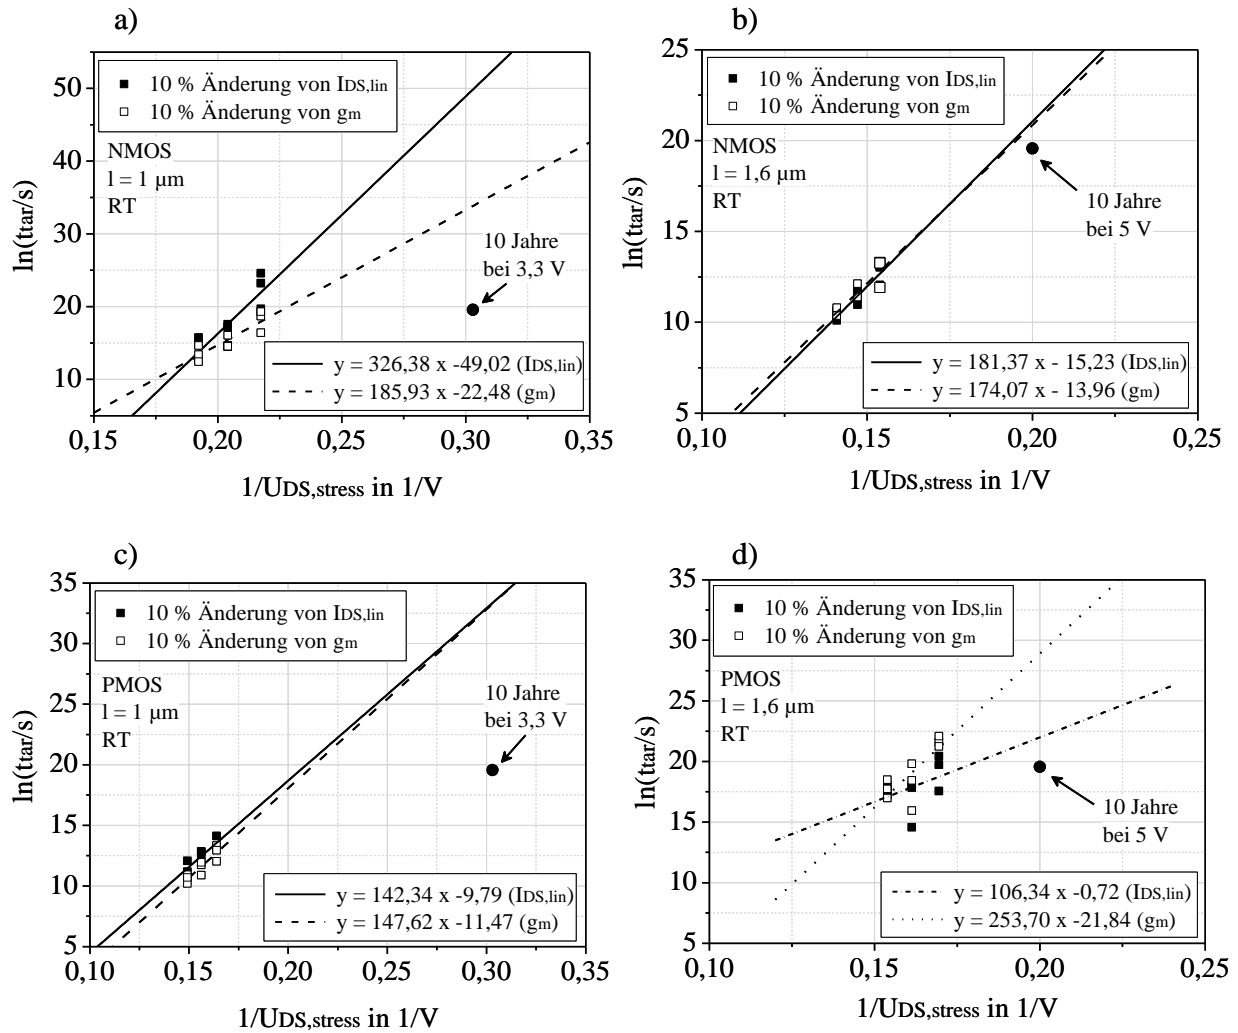 a)
10 % Änderung von IDS,lin
10 % Änderung von gm
NMOS
l = 1 µm
RT
10 Jahre
bei 3,3 V
y = 326,38 x -49,02 (IDS,lin)
y = 185,93 x -22,48 (gm)
50
40
30
20
10
ln(ttar/s)
0,15 0,20 0,25 0,30 0,35
1/UDS,stress in 1/V
b)
10 % Änderung von IDS,lin
10 % Änderung von gm
NMOS
l = 1,6 µm
RT
10 Jahre
bei 5 V
y = 181,37 x - 15,23 (IDS,lin)
y = 174,07 x - 13,96 (gm)
25
20
15
10
5
ln(ttar/s)
0,10 0,15 0,20 0,25
1/UDS,stress in 1/V
c)
10 % Änderung von IDS,lin
10 % Änderung von gm
PMOS
l = 1 µm
RT
10 Jahre
bei 3,3 V
y = 142,34 x -9,79 (IDS,lin)
y = 147,62 x -11,47 (gm)
35
30
25
20
15
10
5
ln(ttar/s)
0,10 0,15 0,20 0,25 0,30 0,35
1/UDS,stress in 1/V
d)
10 % Änderung von IDS,lin
10 % Änderung von gm
PMOS
l = 1,6 µm
RT
10 Jahre
bei 5 V
y = 106,34 x -0,72 (IDS,lin)
y = 253,70 x -21,84 (gm)
35
30
25
20
15
10
5
ln(ttar/s)
0,10 0,15 0,20 0,25
1/UDS,stress in 1/V